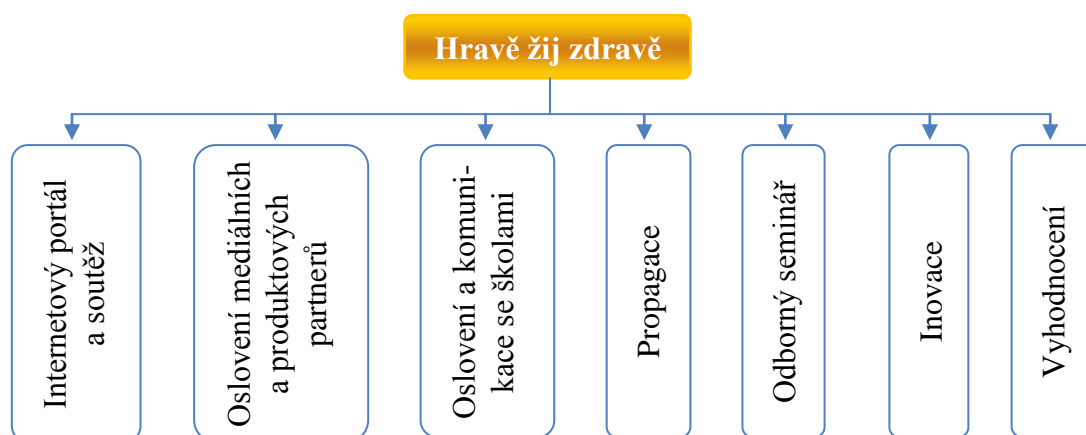 Hravě žij zdravě
Internetový portál
a soutěž
Oslovení mediálních
a produktových
partnerů
Oslovení a komuni-
kace se školami
Propagace
Odborný seminář
Inovace
Vyhodnocení